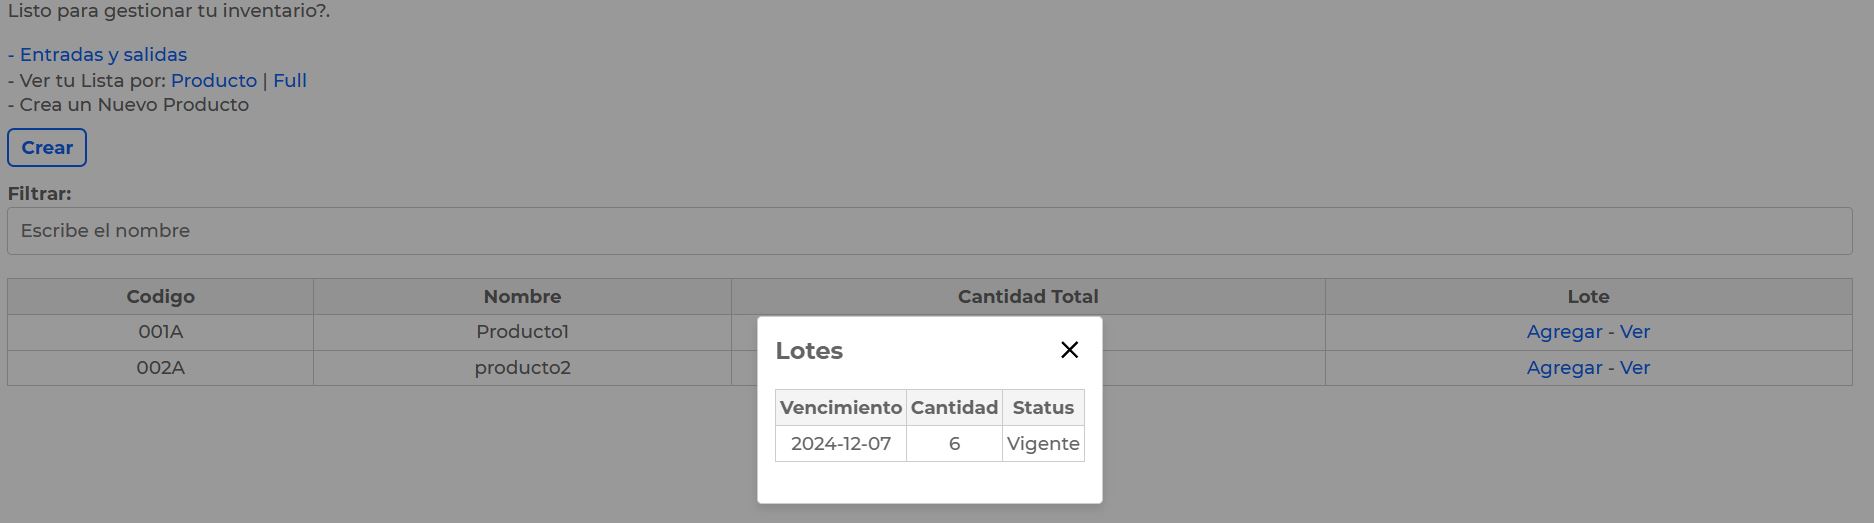 Listo para gestionar tu inventario?.
- Entradas y salidas
- Ver tu Lista por: Producto | Full
- Crea un Nuevo Producto
Crear
Filtrar:
Escribe el nombre
Codigo Nombre Cantidad Total Lote
001A Producto1 Agregar - Ver
002A producto2 Agregar - Ver
Lotes
Vencimiento Cantidad Status
2024-12-07 6 Vigente